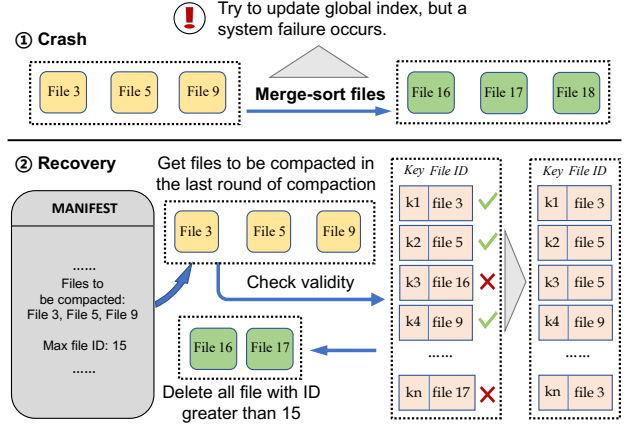 Try to update global index, but a
system failure occurs.
① Crash
File 3 File 5 File 9
Merge-sort files
File 16 File 17 File 18
② Recovery
Get files to be compacted in
the last round of compaction
MANIFEST
......
Files to
be compacted:
File 3, File 5, File 9
Max file ID: 15
......
File 3 File 5 File 9
Check validity
File 16 File 17
Delete all file with ID
greater than 15
Key File ID
k1 file 3
k2 file 5
k3 file 16
k4 file 9
......
kn file 17
Key File ID
k1 file 3
k2 file 5
k3 file 5
k4 file 9
......
kn file 3